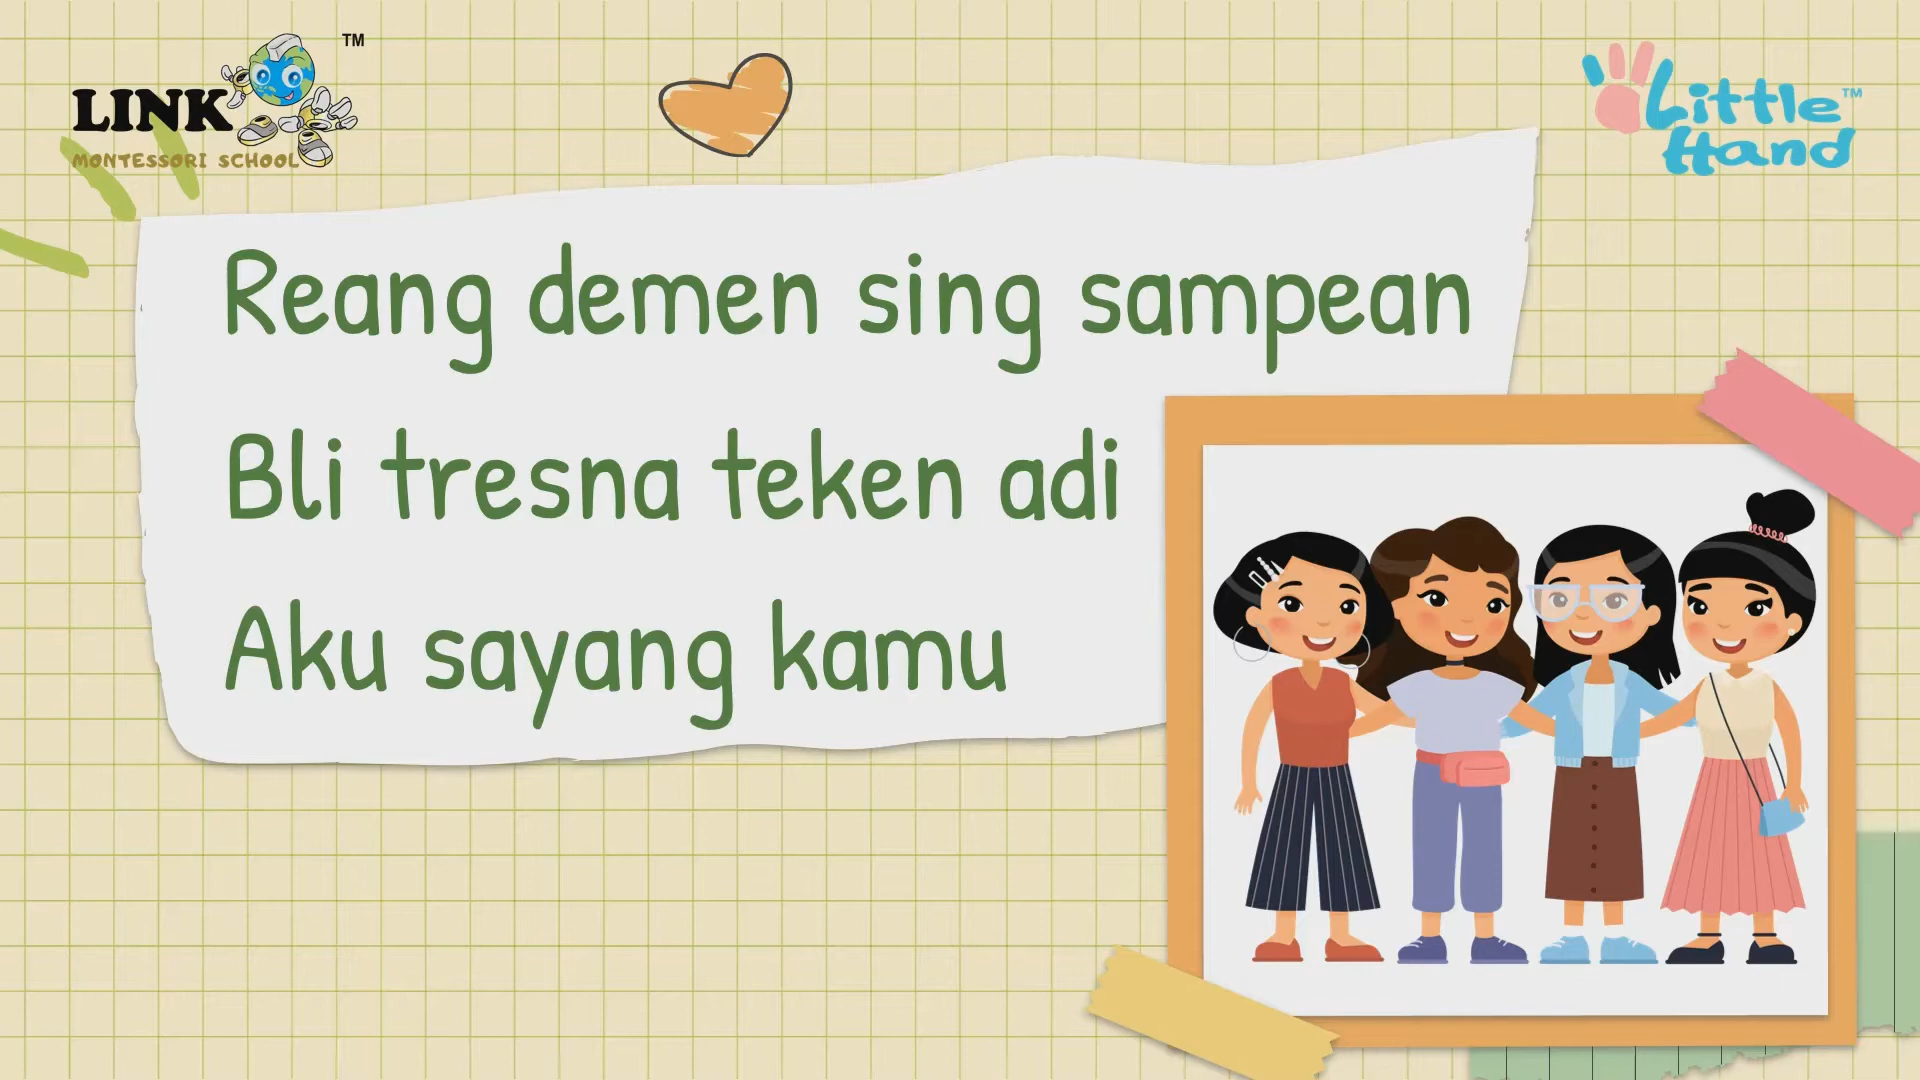 LINK
TM
MONTESSORI SCHOOL
Little
TM
Hand
Reang demen sing sampean
Bli tresna teken adi
Aku sayang kamu